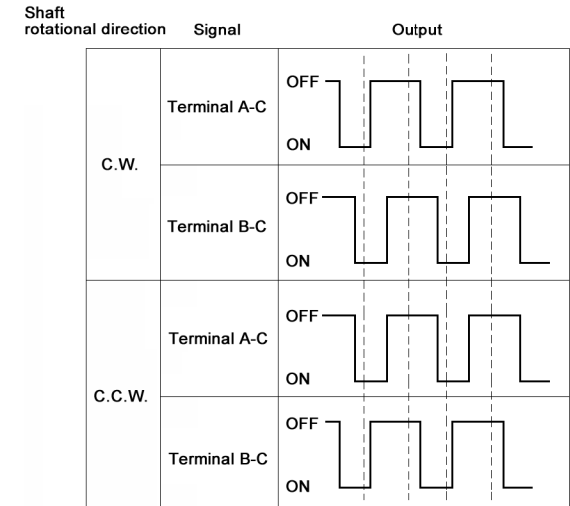 Shaft
rotational direction Signal Output
C.W.
Terminal A-C
OFF
ON
Terminal B-C
OFF
ON
C.C.W.
Terminal A-C
OFF
ON
Terminal B-C
OFF
ON